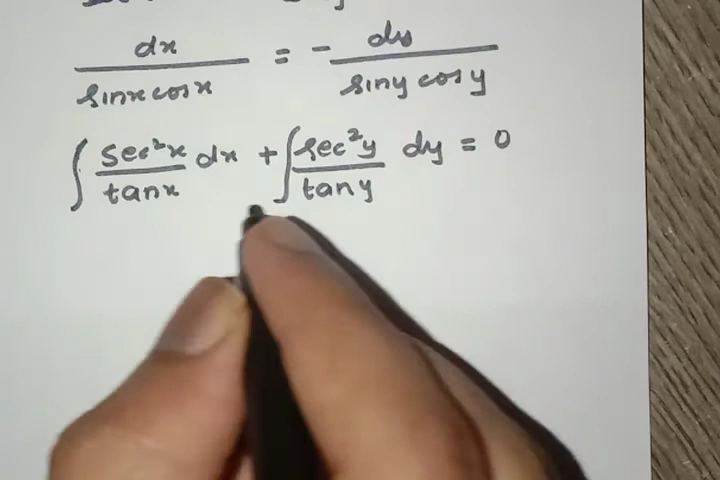 dx/(sinx cosx) = - dy/(siny cosy)
∫ sec²x/tanx dx + ∫ sec²y/tany dy = 0